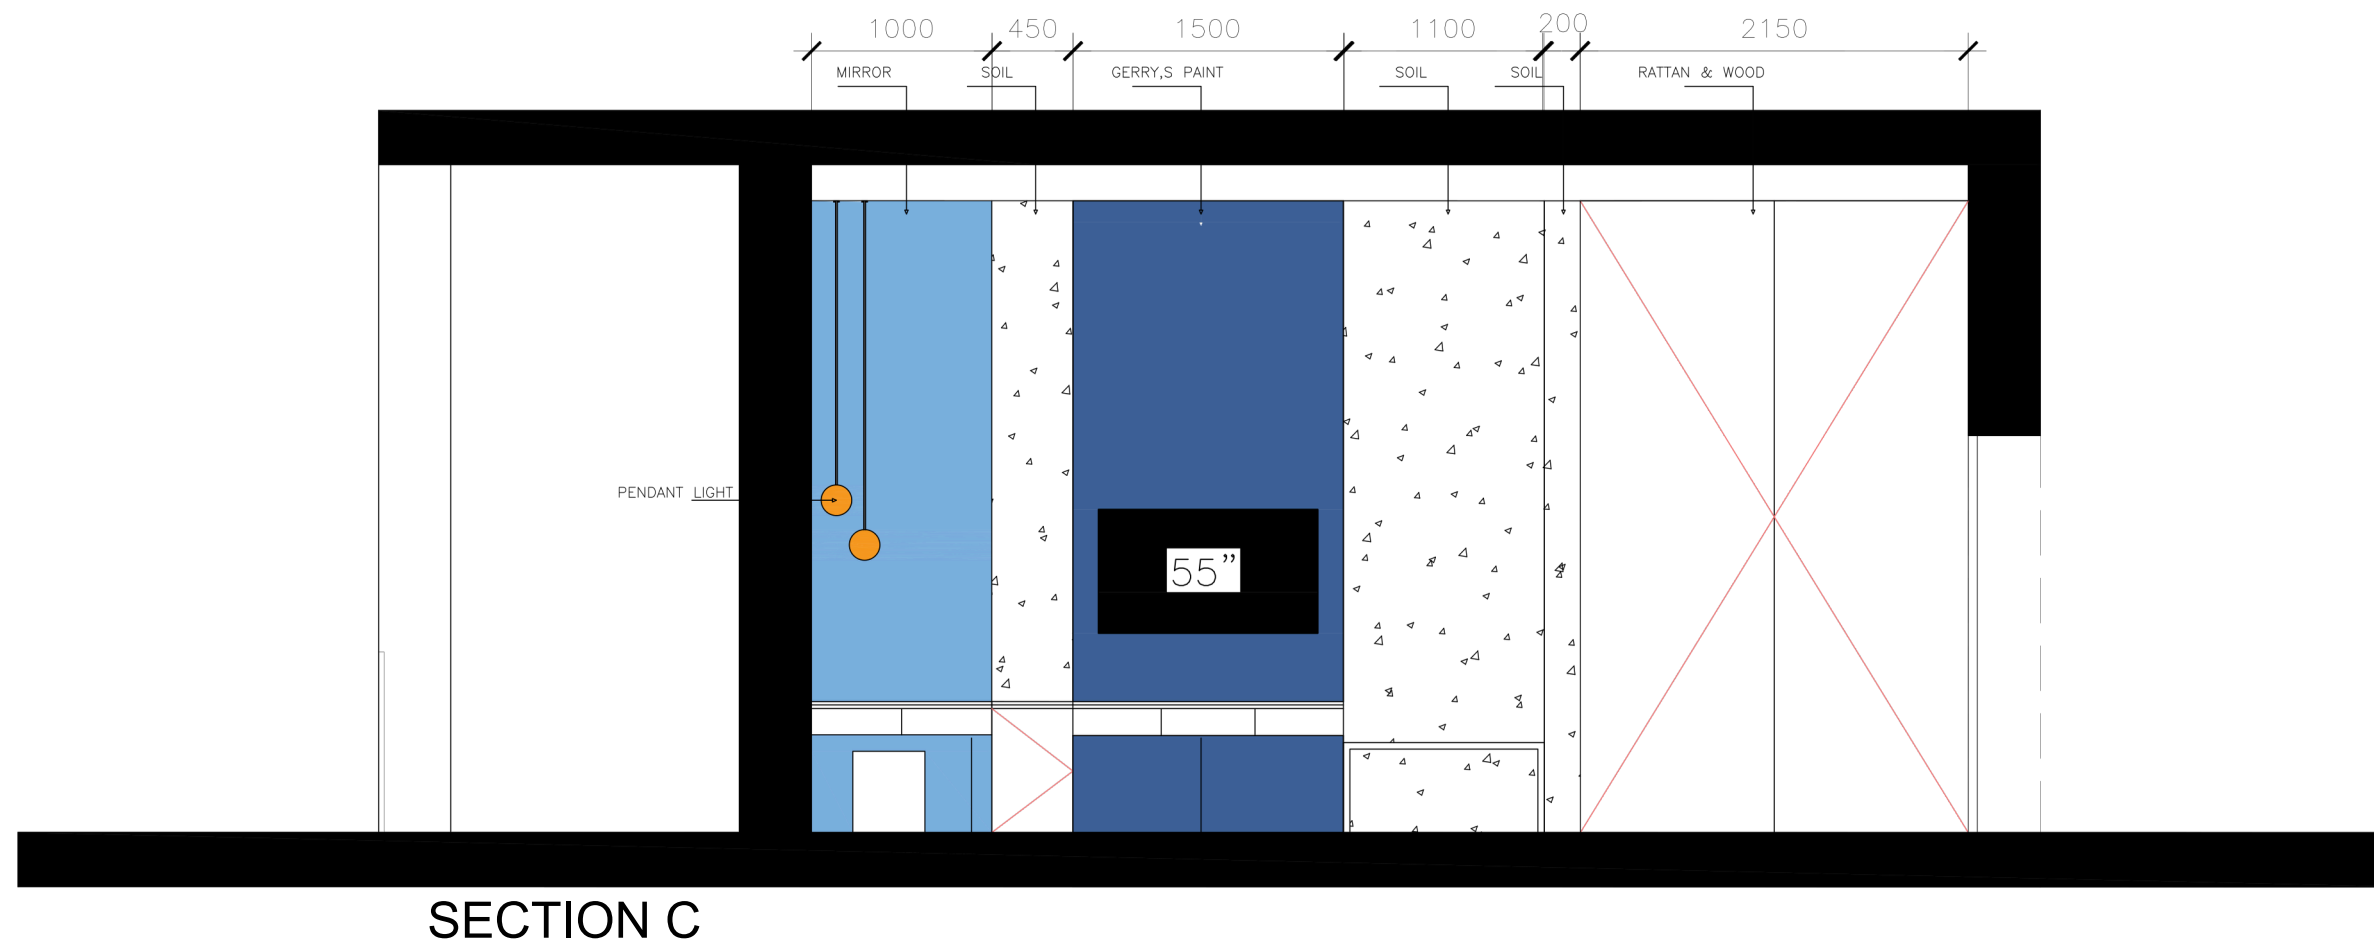 1000 450 1500 1100 200 2150
MIRROR SOIL GERRY,S PAINT SOIL SOIL RATTAN & WOOD
PENDANT LIGHT
55”
SECTION C